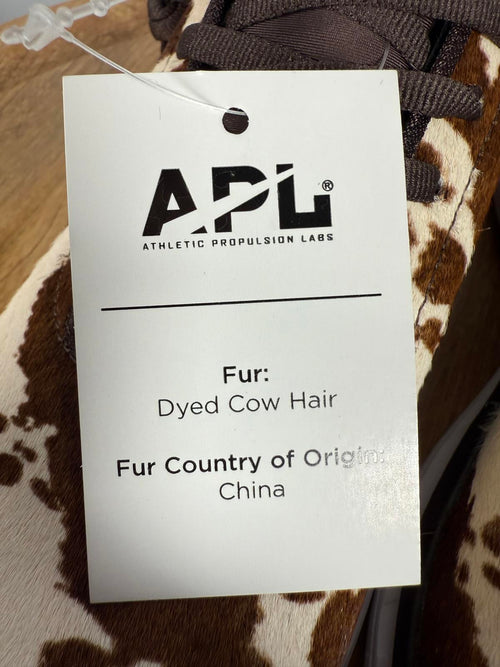 APL®
ATHLETIC PROPULSION LABS
Fur:
Dyed Cow Hair
Fur Country of Origin:
China